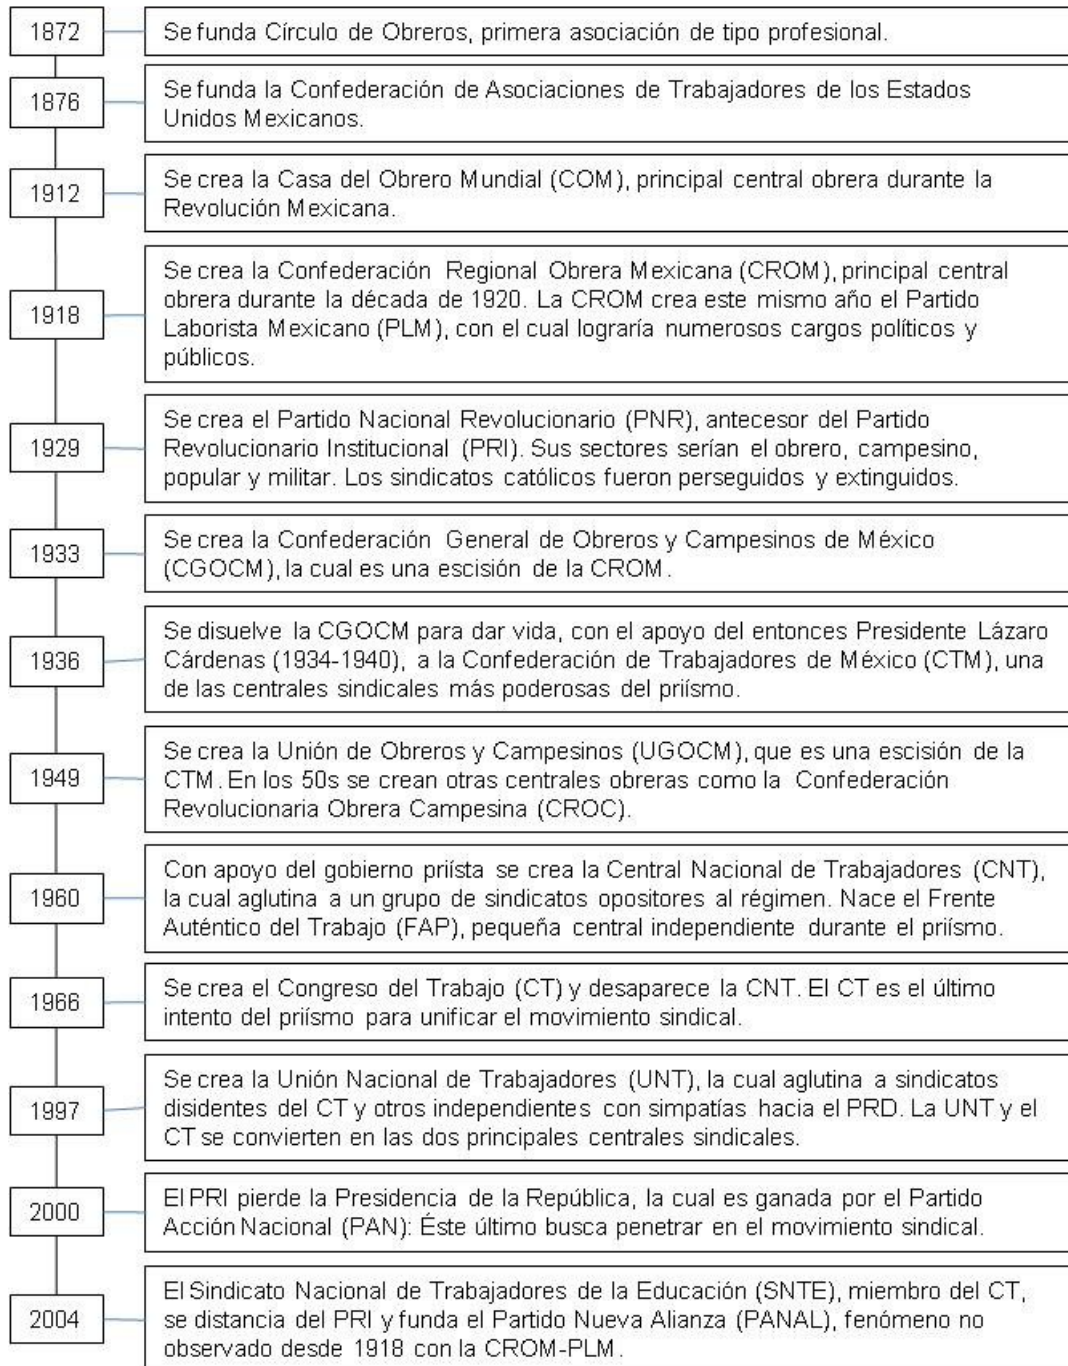 1872
Se funda Círculo de Obreros, primera asociación de tipo profesional.
1876
Se funda la Confederación de Asociaciones de Trabajadores de los Estados
Unidos Mexicanos.
1912
Se crea la Casa del Obrero Mundial (COM), principal central obrera durante la
Revolución Mexicana.
1918
Se crea la Confederación Regional Obrera Mexicana (CROM), principal central
obrera durante la década de 1920. La CROM crea este mismo año el Partido
Laborista Mexicano (PLM), con el cual lograría numerosos cargos políticos y
públicos.
1929
Se crea el Partido Nacional Revolucionario (PNR), antecesor del Partido
Revolucionario Institucional (PRI). Sus sectores serían el obrero, campesino,
popular y militar. Los sindicatos católicos fueron perseguidos y extinguidos.
1933
Se crea la Confederación General de Obreros y Campesinos de México
(CGOCM), la cual es una escisión de la CROM.
1936
Se disuelve la CGOCM para dar vida, con el apoyo del entonces Presidente Lázaro
Cárdenas (1934-1940), a la Confederación de Trabajadores de México (CTM), una
de las centrales sindicales más poderosas del priísmo.
1949
Se crea la Unión de Obreros y Campesinos (UGOCM), que es una escisión de la
CTM. En los 50s se crean otras centrales obreras como la Confederación
Revolucionaria Obrera Campesina (CROC).
1960
Con apoyo del gobierno priísta se crea la Central Nacional de Trabajadores (CNT),
la cual aglutina a un grupo de sindicatos opositores al régimen. Nace el Frente
Auténtico del Trabajo (FAP), pequeña central independiente durante el priísmo.
1966
Se crea el Congreso del Trabajo (CT) y desaparece la CNT. El CT es el último
intento del priísmo para unificar el movimiento sindical.
1997
Se crea la Unión Nacional de Trabajadores (UNT), la cual aglutina a sindicatos
disidentes del CT y otros independientes con simpatías hacia el PRD. La UNT y el
CT se convierten en las dos principales centrales sindicales.
2000
El PRI pierde la Presidencia de la República, la cual es ganada por el Partido
Acción Nacional (PAN): Éste último busca penetrar en el movimiento sindical.
2004
El Sindicato Nacional de Trabajadores de la Educación (SNTE), miembro del CT,
se distancia del PRI y funda el Partido Nueva Alianza (PANAL), fenómeno no
observado desde 1918 con la CROM-PLM.